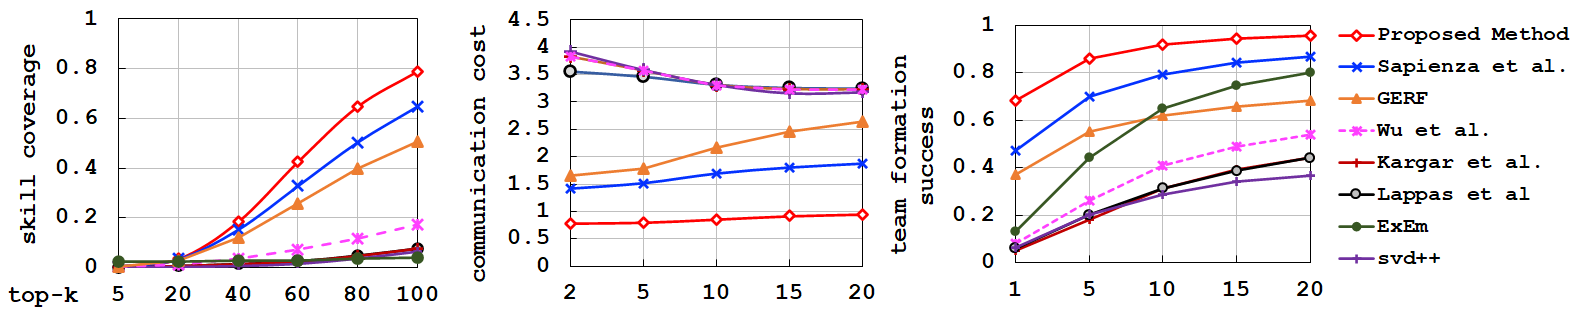 skill coverage
1
0.8
0.6
0.4
0.2
0
top-k 5 20 40 60 80 100
communication cost
4.5
4
3.5
3
2.5
2
1.5
1
0.5
0
2 5 10 15 20
team formation
success
1
0.8
0.6
0.4
0.2
0
1 5 10 15 20
Proposed Method
Sapienza et al.
GERF
Wu et al.
Kargar et al.
Lappas et al
ExEm
svd++